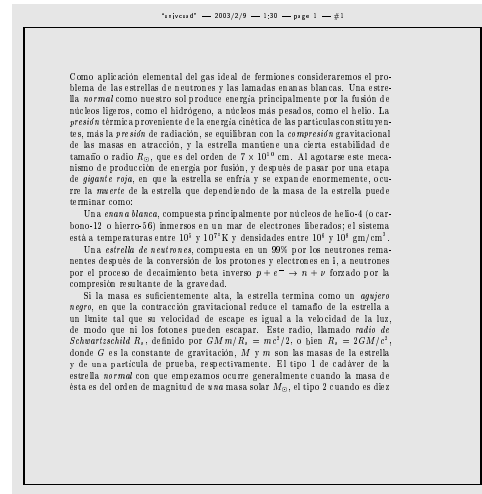 "solvcuad" — 2003/2/9 — 1:30 — page 1 — #1
Como aplicación elemental del gas ideal de fermiones consideraremos el pro-
blema de las estrellas de neutrones y las lamadas enanas blancas. Una estre-
lla normal como nuestro sol produce energía principalmente por la fusión de
núcleos ligeros, como el hidrógeno, a núcleos más pesados, como el helio. La
presión térmica proveniente de la energía cinética de las partículas constituyen-
tes, más la presión de radiación, se equilibran con la compresión gravitacional
de las masas en atracción, y la estrella mantiene una cierta estabilidad de
tamaño o radio R⊙, que es del orden de 7 × 10¹⁰ cm. Al agotarse este meca-
nismo de producción de energía por fusión, y después de pasar por una etapa
de gigante roja, en que la estrella se enfría y se expande enormemente, ocu-
rre la muerte de la estrella que dependiendo de la masa de la estrella puede
terminar como:
Una enana blanca, compuesta principalmente por núcleos de helio-4 (o car-
bono-12 o hierro-56) inmersos en un mar de electrones liberados; el sistema
está a temperaturas entre 10⁵ y 10⁷°K y densidades entre 10⁶ y 10⁸ gm/cm³.
Una estrella de neutrones, compuesta en un 99% por los neutrones rema-
nentes después de la conversión de los protones y electrones en i, a neutrones
por el proceso de decaimiento beta inverso p + e⁻ → n + ν forzado por la
compresión resultante de la gravedad.
Si la masa es suficientemente alta, la estrella termina como un agujero
negro, en que la contracción gravitacional reduce el tamaño de la estrella a
un límite tal que su velocidad de escape es igual a la velocidad de la luz,
de modo que ni los fotones pueden escapar. Este radio, llamado radio de
Schwartzschild Rₛ, definido por GMm/Rₛ = mc²/2, o bien Rₛ = 2GM/c²,
donde G es la constante de gravitación, M y m son las masas de la estrella
y de una partícula de prueba, respectivamente. El tipo 1 de cadáver de la
estrella normal con que empezamos ocurre generalmente cuando la masa de
ésta es del orden de magnitud de una masa solar M⊙, el tipo 2 cuando es diez